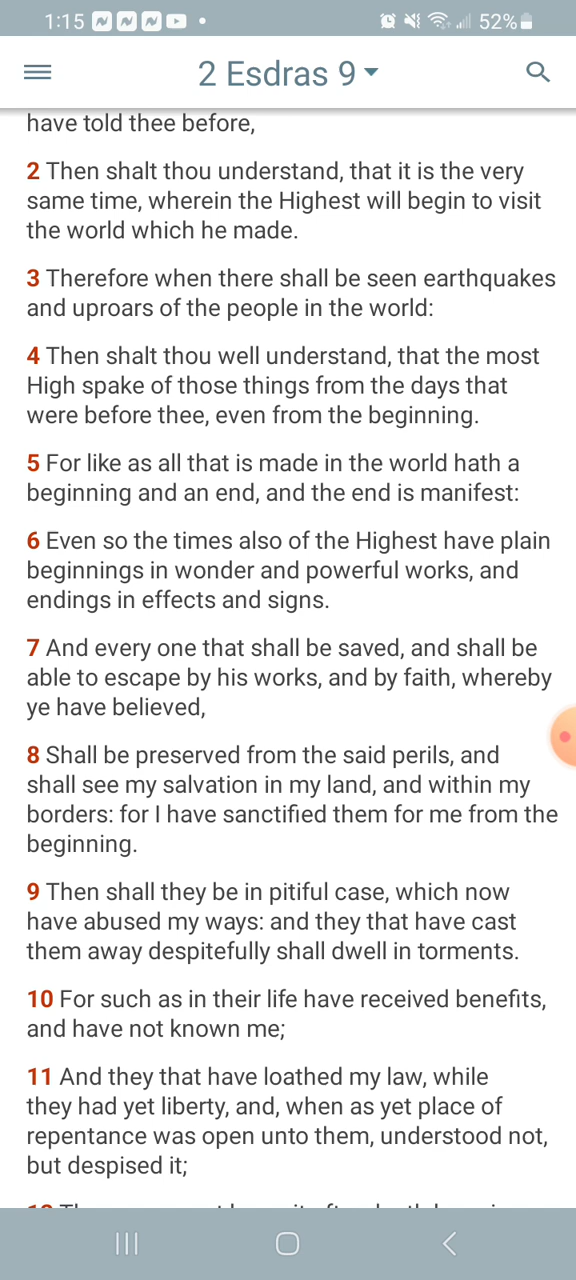 1:15
52%
2 Esdras 9
have told thee before,
2 Then shalt thou understand, that it is the very
same time, wherein the Highest will begin to visit
the world which he made.
3 Therefore when there shall be seen earthquakes
and uproars of the people in the world:
4 Then shalt thou well understand, that the most
High spake of those things from the days that
were before thee, even from the beginning.
5 For like as all that is made in the world hath a
beginning and an end, and the end is manifest:
6 Even so the times also of the Highest have plain
beginnings in wonder and powerful works, and
endings in effects and signs.
7 And every one that shall be saved, and shall be
able to escape by his works, and by faith, whereby
ye have believed,
8 Shall be preserved from the said perils, and
shall see my salvation in my land, and within my
borders: for I have sanctified them for me from the
beginning.
9 Then shall they be in pitiful case, which now
have abused my ways: and they that have cast
them away despitefully shall dwell in torments.
10 For such as in their life have received benefits,
and have not known me;
11 And they that have loathed my law, while
they had yet liberty, and, when as yet place of
repentance was open unto them, understood not,
but despised it;